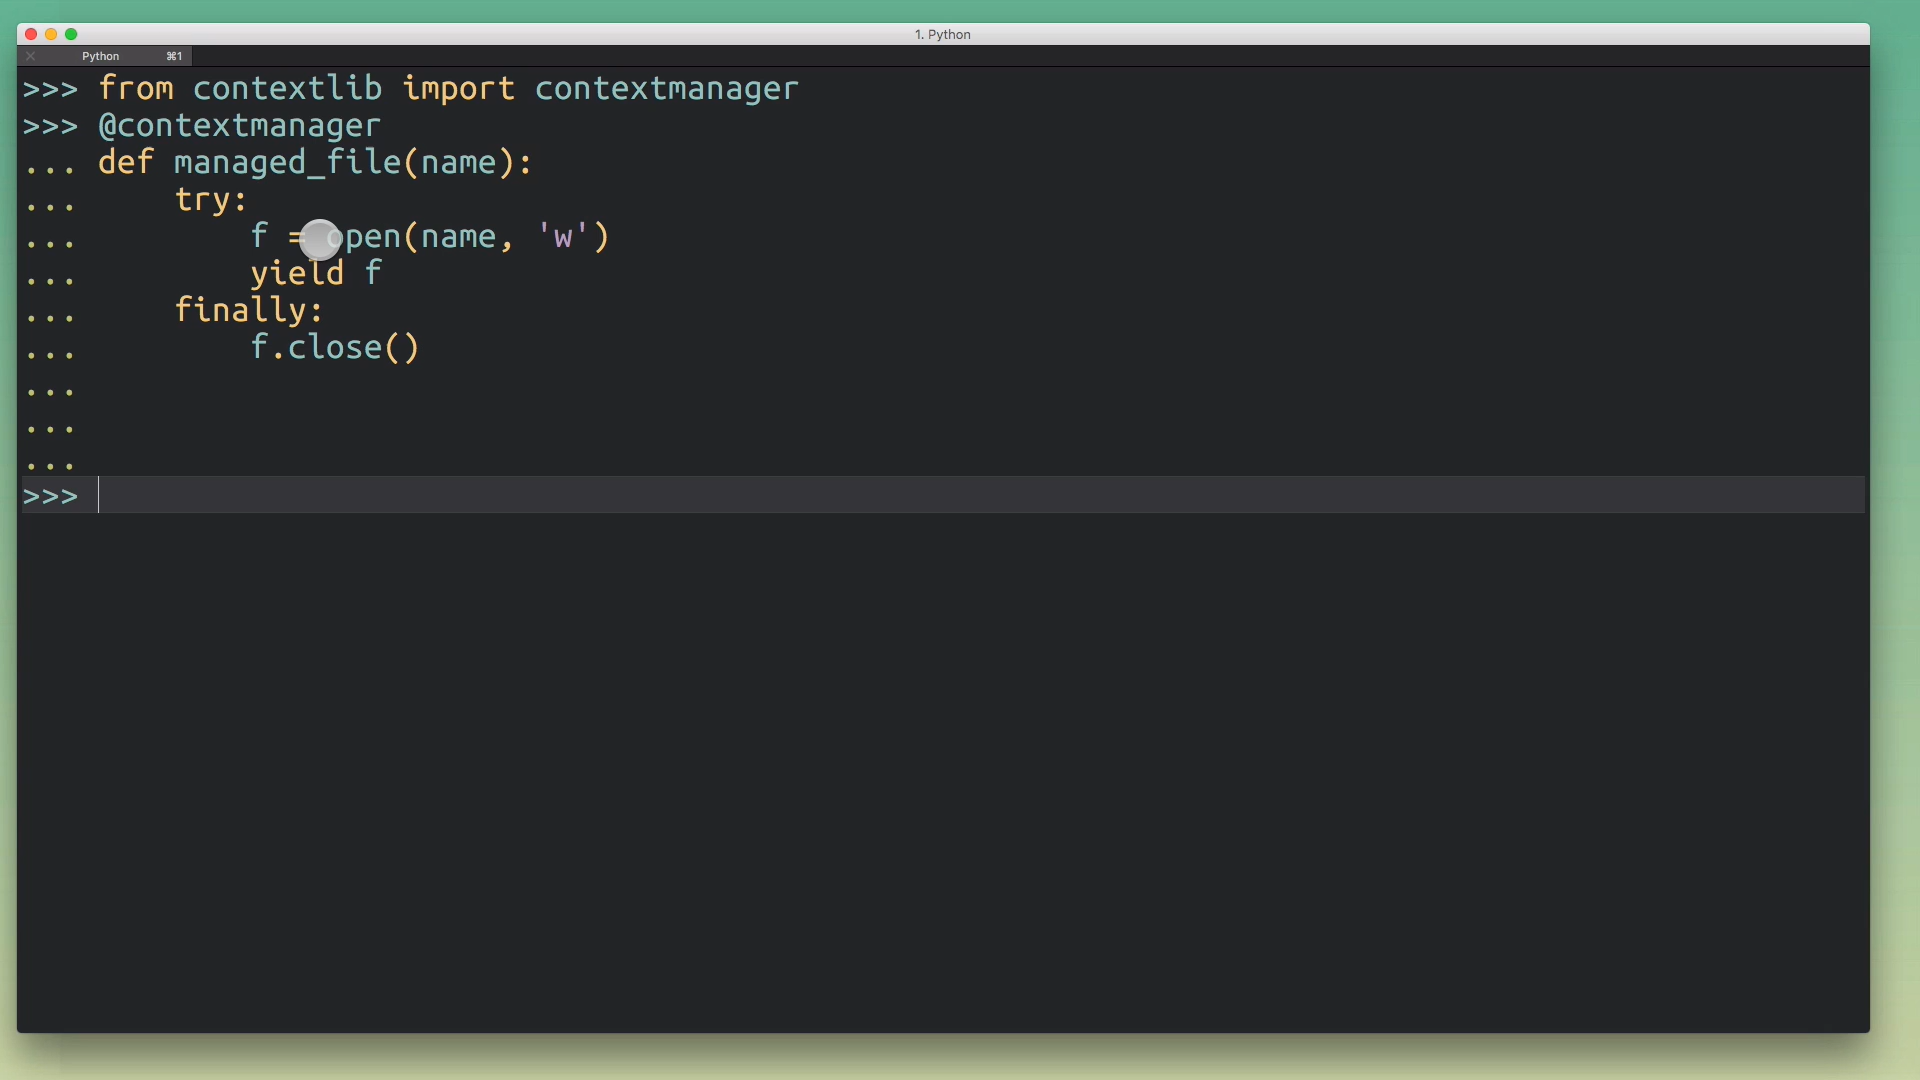 1. Python
Python ⌘1
>>> from contextlib import contextmanager
>>> @contextmanager
... def managed_file(name):
...     try:
...         f = open(name, 'w')
...         yield f
...     finally:
...         f.close()
...
...
...
>>>